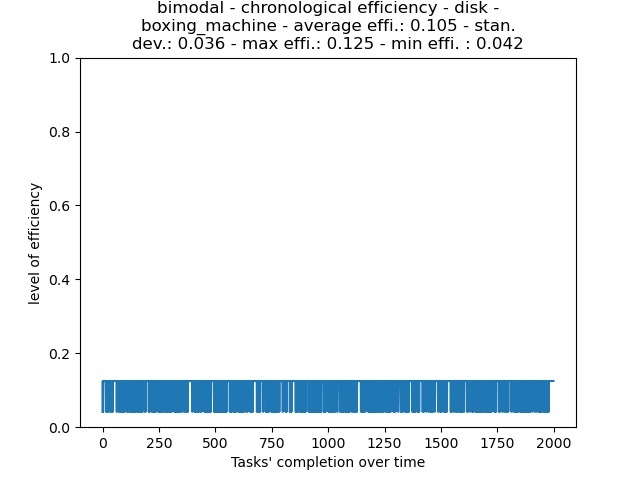 bimodal - chronological efficiency - disk -
boxing_machine - average effi.: 0.105 - stan.
dev.: 0.036 - max effi.: 0.125 - min effi. : 0.042
1.0
0.8
0.6
0.4
0.2
0.0
level of efficiency
0 250 500 750 1000 1250 1500 1750 2000
Tasks' completion over time